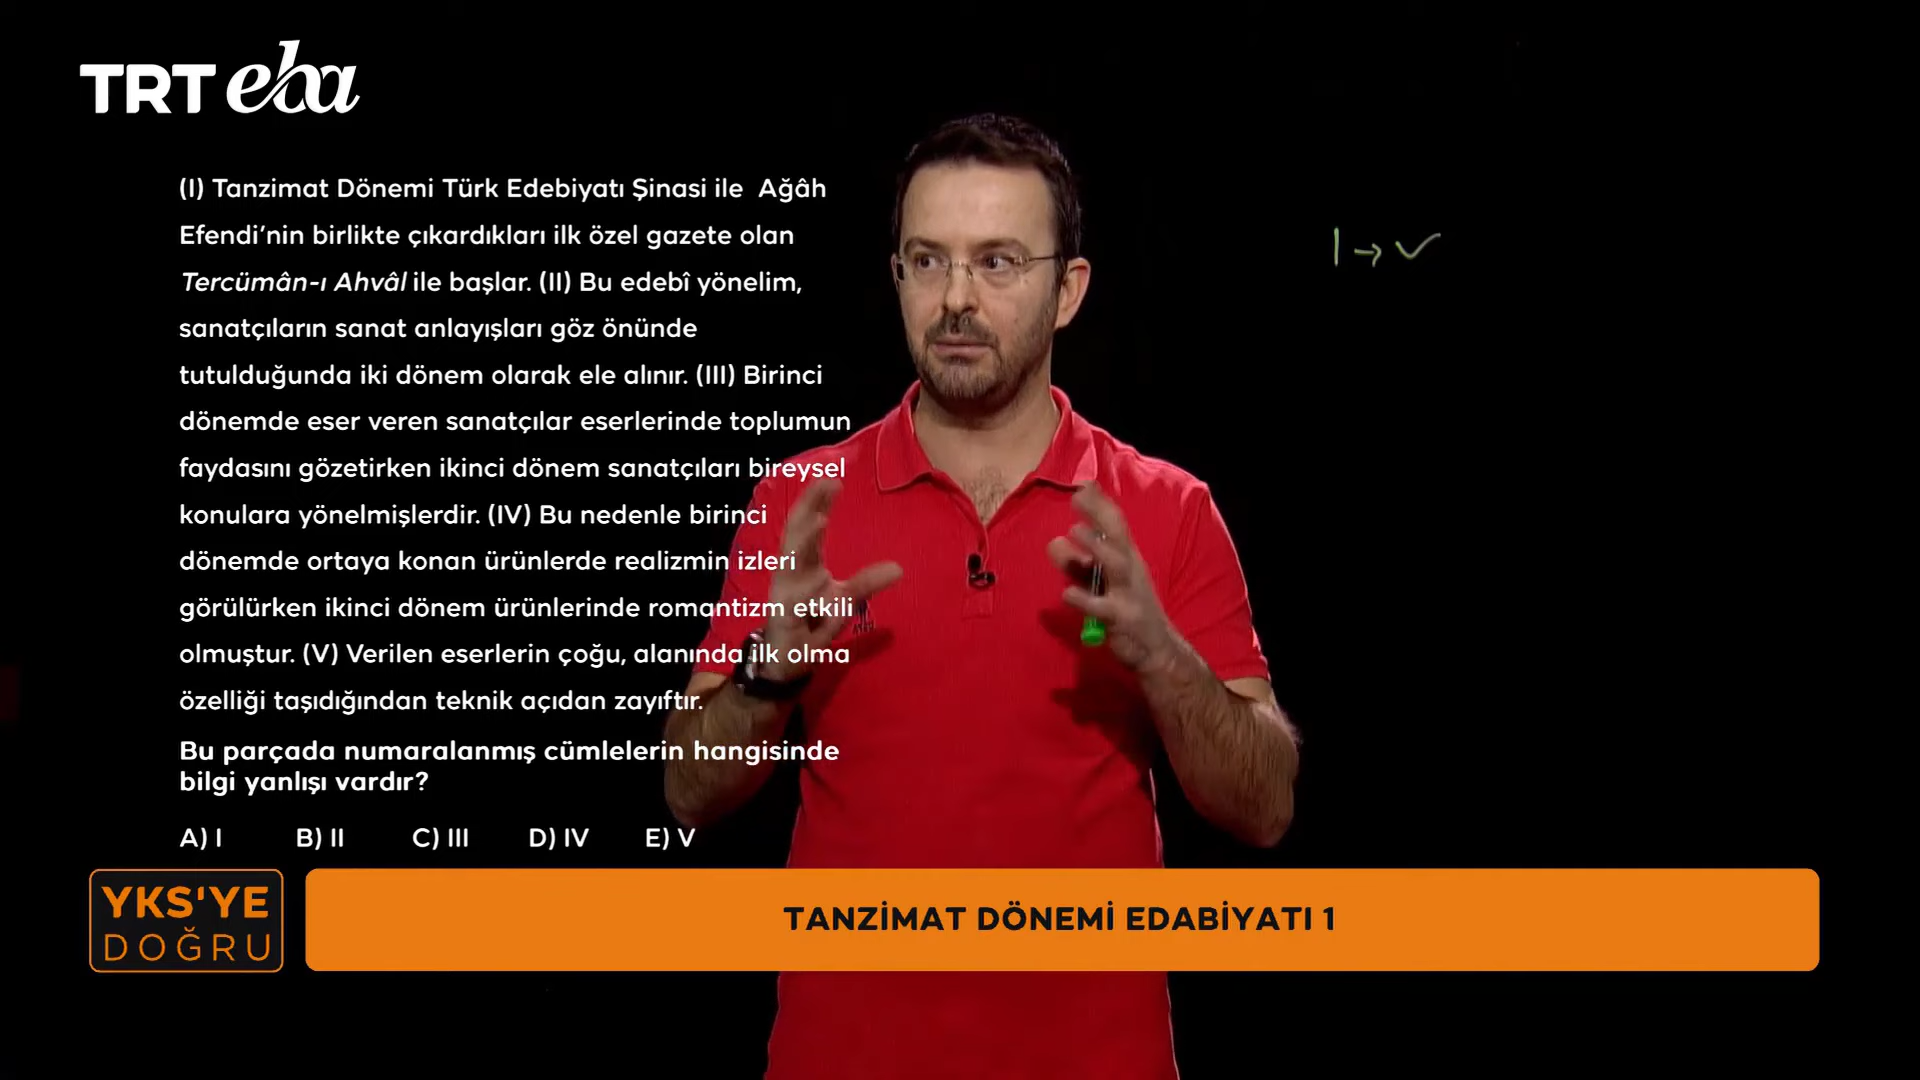 TRT eba
(I) Tanzimat Dönemi Türk Edebiyatı Şinasi ile Ağâh
Efendi’nin birlikte çıkardıkları ilk özel gazete olan
Tercümân-ı Ahvâl ile başlar. (II) Bu edebî yönelim,
sanatçıların sanat anlayışları göz önünde
tutulduğunda iki dönem olarak ele alınır. (III) Birinci
dönemde eser veren sanatçılar eserlerinde toplumun
faydasını gözetirken ikinci dönem sanatçıları bireysel
konulara yönelmişlerdir. (IV) Bu nedenle birinci
dönemde ortaya konan ürünlerde realizmin izleri
görülürken ikinci dönem ürünlerinde romantizm etkili
olmuştur. (V) Verilen eserlerin çoğu, alanında ilk olma
özelliği taşıdığından teknik açıdan zayıftır.
Bu parçada numaralanmış cümlelerin hangisinde
bilgi yanlışı vardır?
A) I B) II C) III D) IV E) V
I → ✓
YKS'YE
DOĞRU
TANZİMAT DÖNEMİ EDABİYATI 1